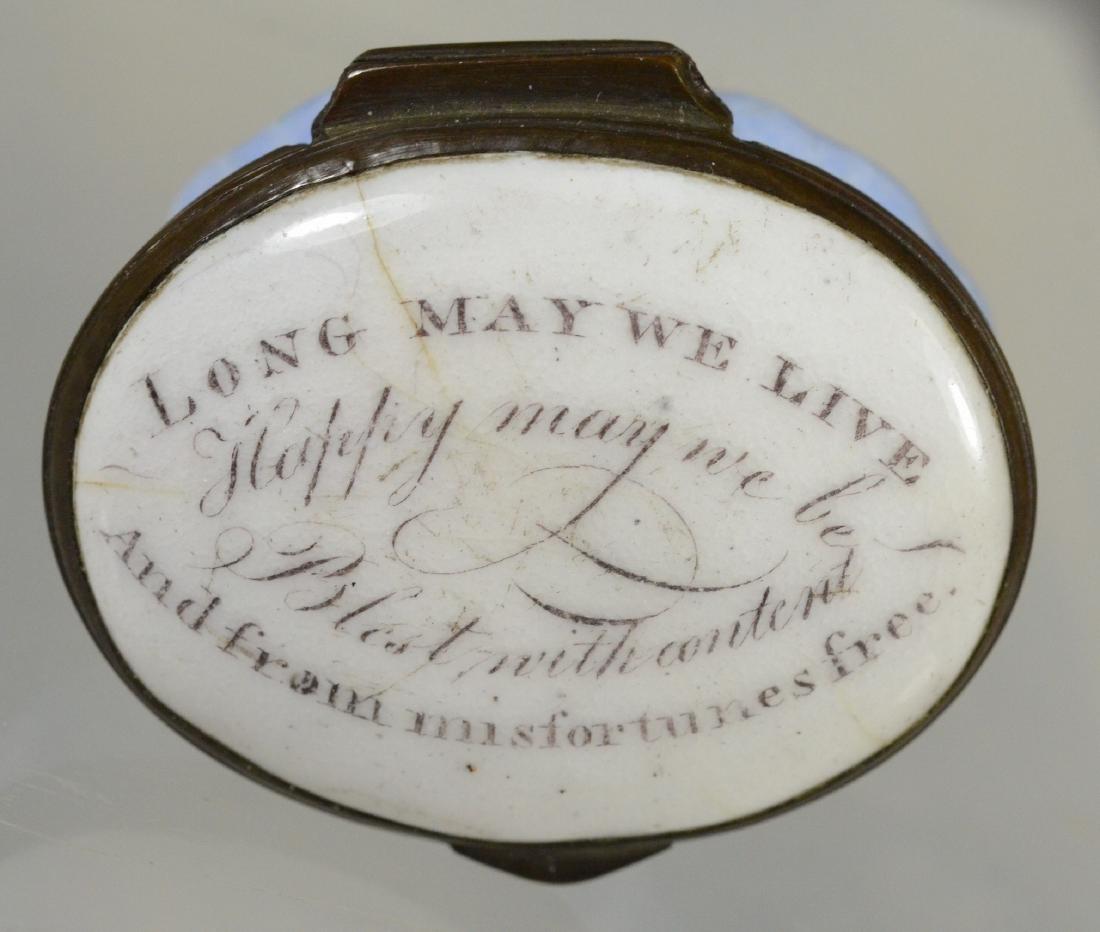 LONG MAY WE LIVE
Happy may we be
Blest with content
And from misfortunes free.